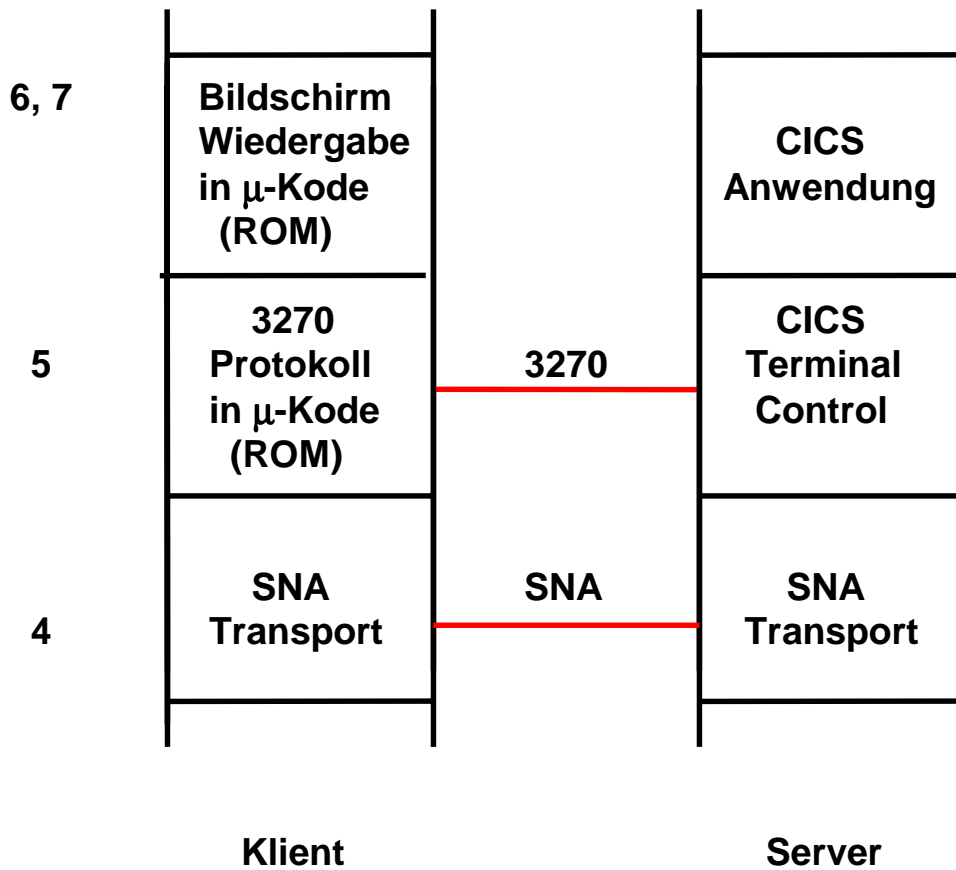 6, 7
Bildschirm
Wiedergabe
in μ-Kode
(ROM)
CICS
Anwendung
5
3270
Protokoll
in μ-Kode
(ROM)
3270
CICS
Terminal
Control
4
SNA
Transport
SNA
SNA
Transport
Klient
Server